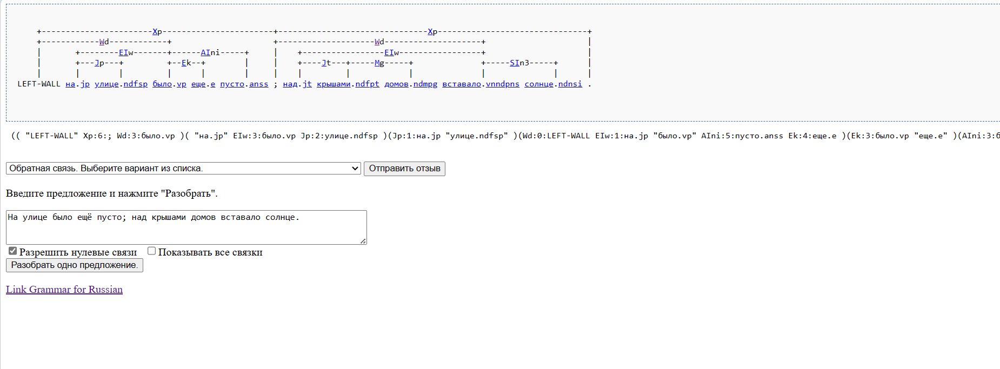 +-----------------------Xp-----------------------+-------------------------------Xp-------------------------------+
+------------Wd------------+ +--------------------Wd--------------------+ |
| +--------EIw-------+------AIni-----+ | +-----------------EIw----------------+ |
| +---Jp---+ +--Ek--+ | | +----Jt---+-----Mg-----+ +-----SIn3-----+ |
| | | | | | | | | | | | |
LEFT-WALL на.jp улице.ndfsp было.vp еще.e пусто.anss ; над.jt крышами.ndfpt домов.ndmpg вставало.vnndpns солнце.ndnsi .
(( "LEFT-WALL" Xp:6:; Wd:3:было.vp )( "на.jp" EIw:3:было.vp Jp:2:улице.ndfsp )(Jp:1:на.jp "улице.ndfsp" )(Wd:0:LEFT-WALL EIw:1:на.jp "было.vp" AIni:5:пусто.anss Ek:4:еще.e )(Ek:3:было.vp "еще.e" )(AIni:3:б
Обратная связь. Выберите вариант из списка. Отправить отзыв
Введите предложение и нажмите "Разобрать".
На улице было ещё пусто; над крышами домов вставало солнце.
Разрешить нулевые связи Показывать все связки
Разобрать одно предложение.
Link Grammar for Russian